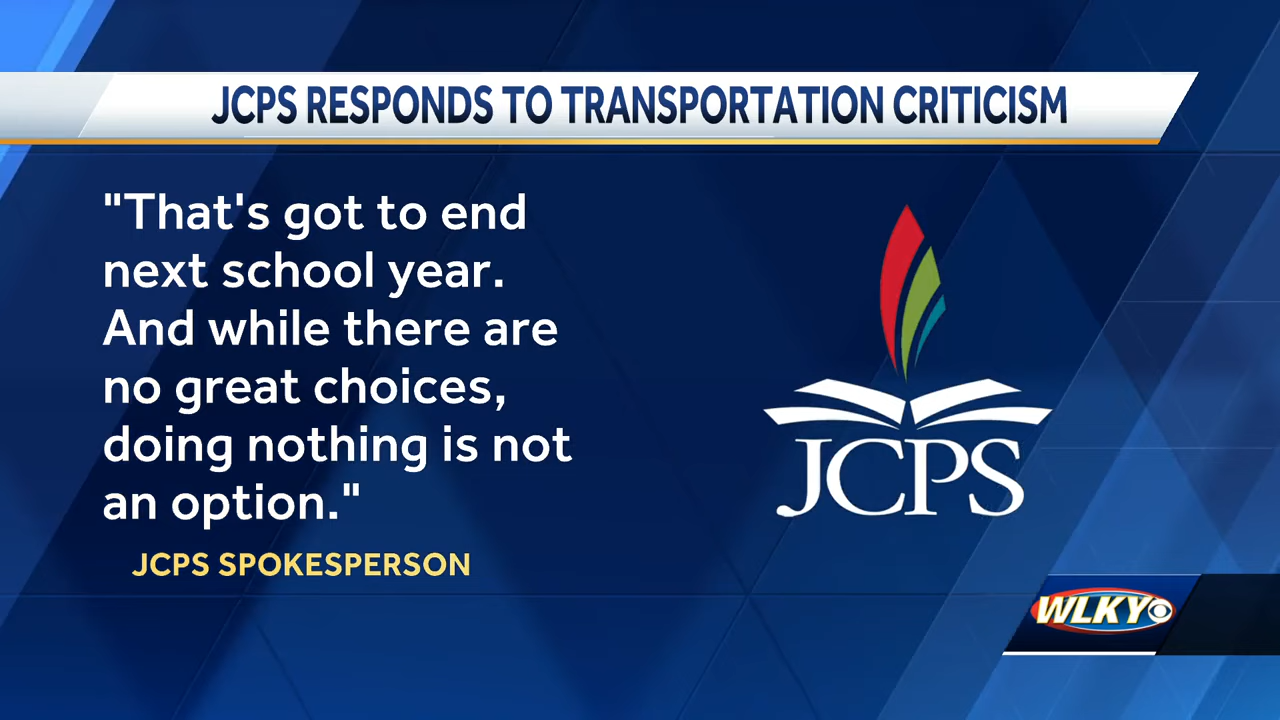 JCPS RESPONDS TO TRANSPORTATION CRITICISM
"That's got to end
next school year.
And while there are
no great choices,
doing nothing is not
an option."
JCPS SPOKESPERSON
JCPS
WLKY